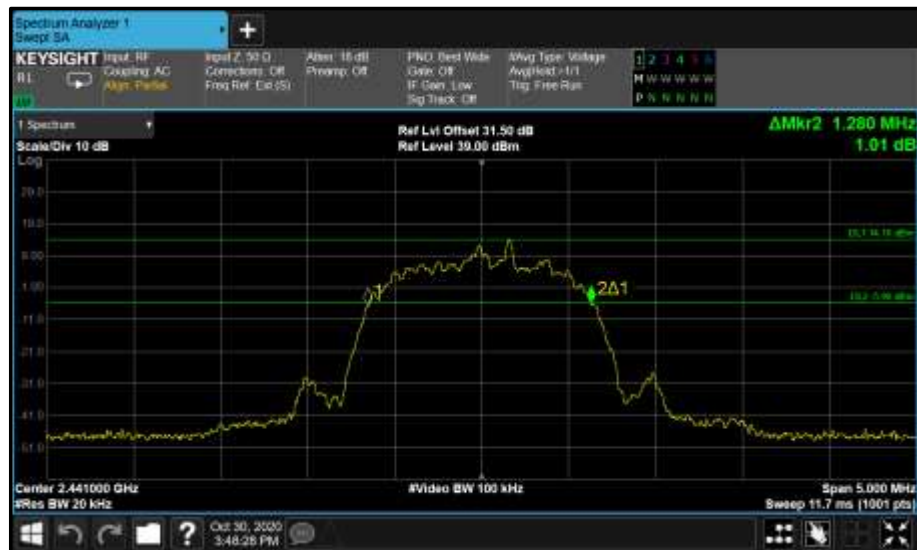 Spectrum Analyzer 1
Swept SA
+
KEYSIGHT
R L
Input: RF
Coupling: AC
Align: Partial
Input Z: 50 Ω
Corrections: Off
Freq Ref: Ext (S)
Atten: 16 dB
Preamp: Off
PNO: Best Wide
Gate: Off
IF Gain: Low
Sig Track: Off
Avg Type: Voltage
Avg|Hold: >1/1
Trig: Free Run
1 2 3 4 5 6
M W W W W W
P N N N N N
1 Spectrum
Scale/Div 10 dB
Ref Lvl Offset 31.50 dB
Ref Level 39.00 dBm
ΔMkr2 1.280 MHz
1.01 dB
Log
2Δ1
Center 2.441000 GHz
#Res BW 20 kHz
#Video BW 100 kHz
Span 5.000 MHz
Sweep 11.7 ms (1001 pts)
?
Oct 30, 2020
3:48:28 PM